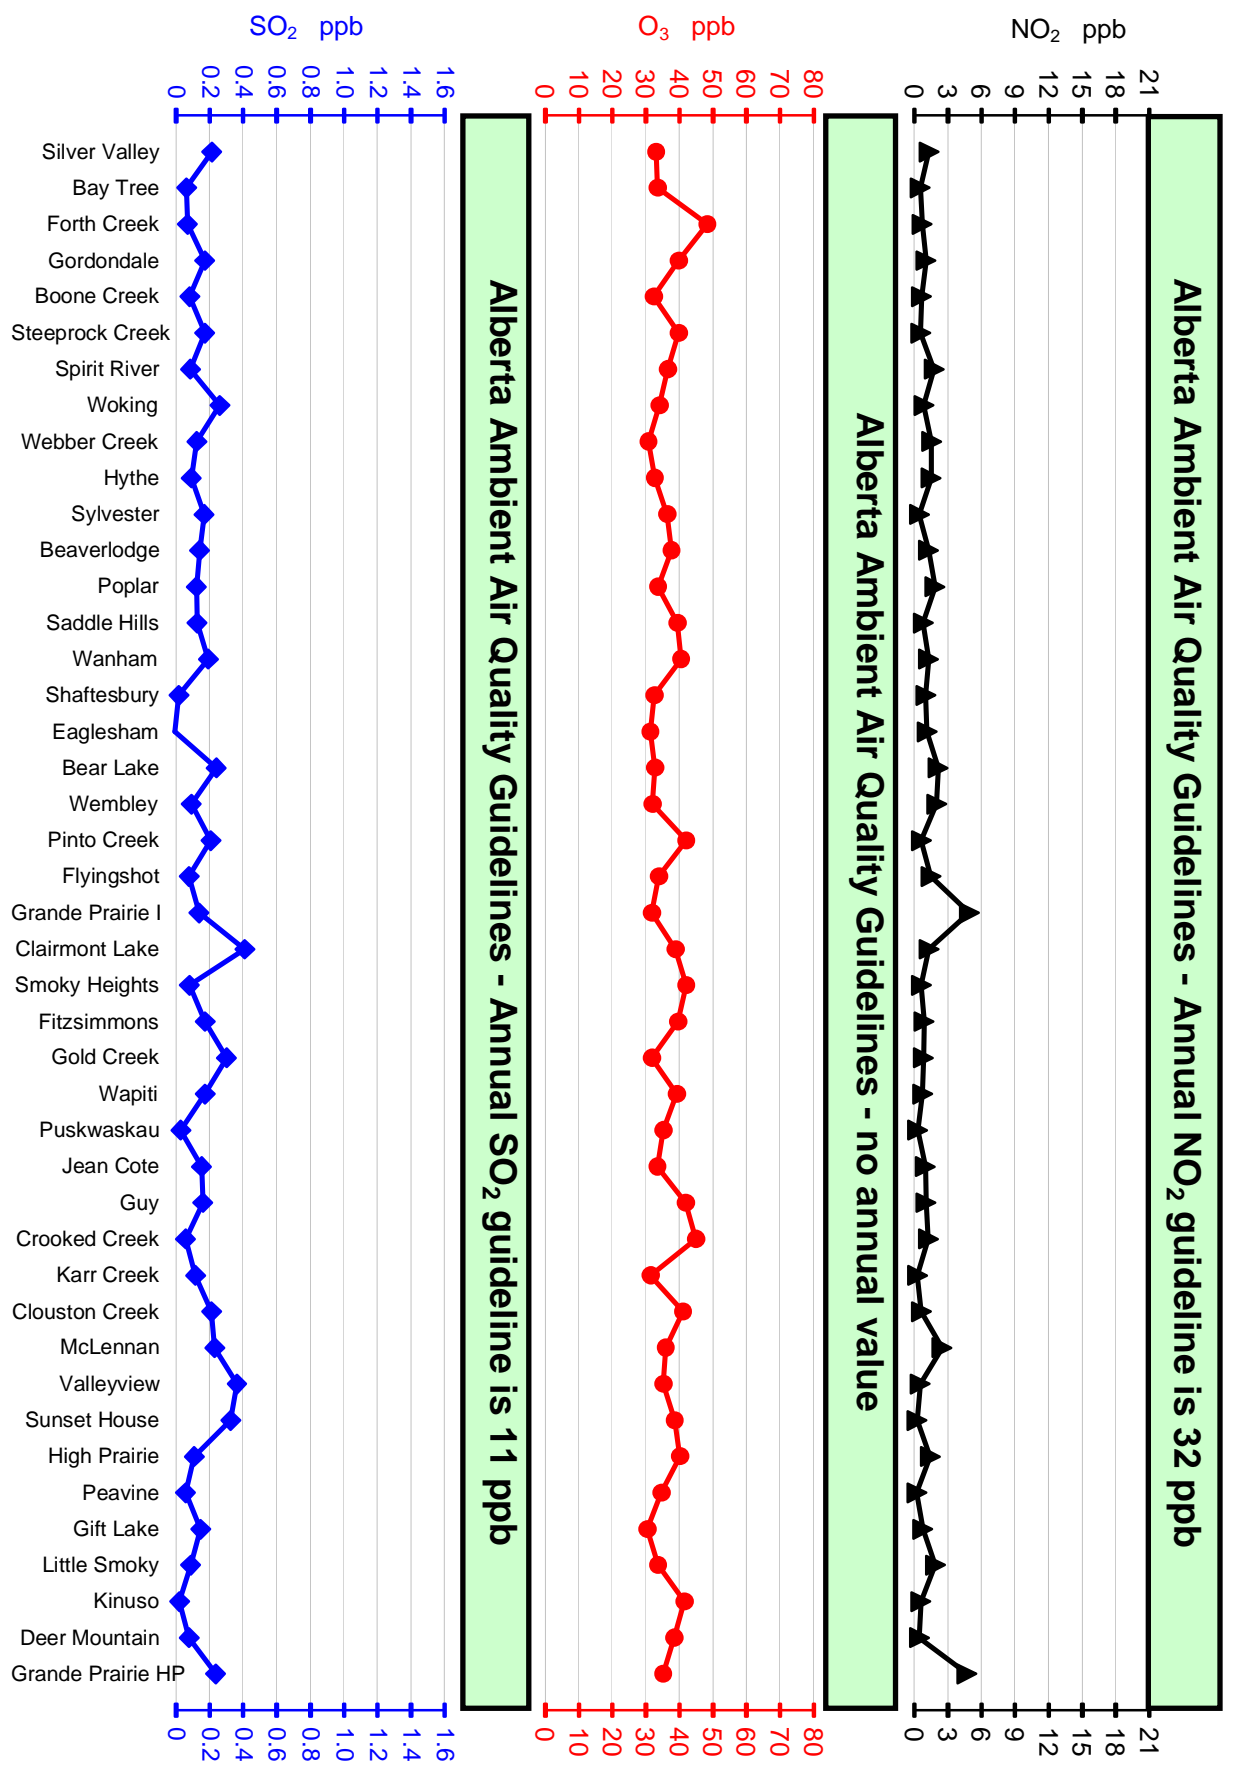 SO₂ ppb
O₃ ppb
NO₂ ppb
0 0.2 0.4 0.6 0.8 1.0 1.2 1.4 1.6
0 10 20 30 40 50 60 70 80
0 3 6 9 12 15 18 21
Silver Valley
Bay Tree
Forth Creek
Gordondale
Boone Creek
Steeprock Creek
Spirit River
Woking
Webber Creek
Hythe
Sylvester
Beaverlodge
Poplar
Saddle Hills
Wanham
Shaftesbury
Eaglesham
Bear Lake
Wembley
Pinto Creek
Flyingshot
Grande Prairie I
Clairmont Lake
Smoky Heights
Fitzsimmons
Gold Creek
Wapiti
Puskwaskau
Jean Cote
Guy
Crooked Creek
Karr Creek
Clouston Creek
McLennan
Valleyview
Sunset House
High Prairie
Peavine
Gift Lake
Little Smoky
Kinuso
Deer Mountain
Grande Prairie HP
Alberta Ambient Air Quality Guidelines - Annual SO₂ guideline is 11 ppb
Alberta Ambient Air Quality Guidelines - no annual value
Alberta Ambient Air Quality Guidelines - Annual NO₂ guideline is 32 ppb
0 0.2 0.4 0.6 0.8 1.0 1.2 1.4 1.6
0 10 20 30 40 50 60 70 80
0 3 6 9 12 15 18 21